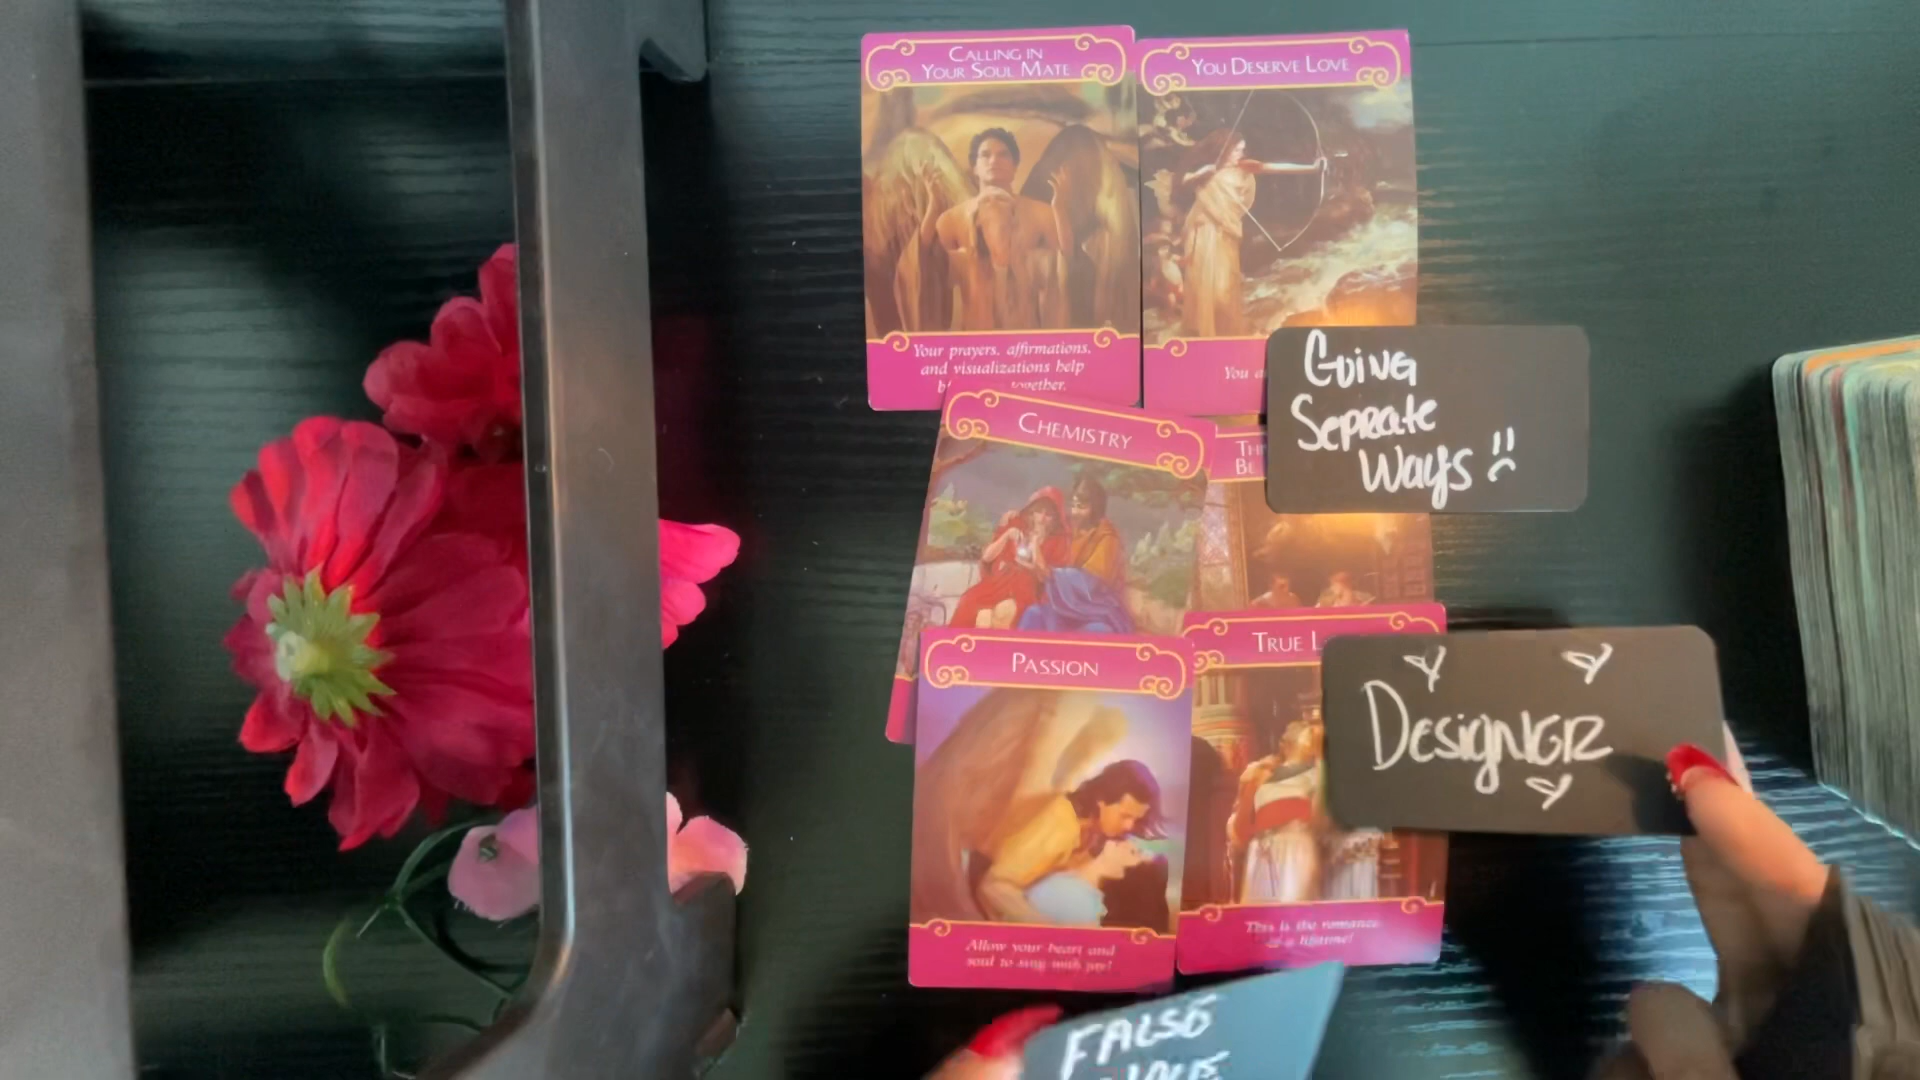 CALLING IN
YOUR SOUL MATE
Your prayers, affirmations,
and visualizations help
together.
YOU DESERVE LOVE
You
GOiNG
SepRate
WaYs
CHEMISTRY
PASSION
Allow your heart and
soul to sing with joy!
TRUE
This is the romance
of a lifetime!
DesigNeR
FALSE